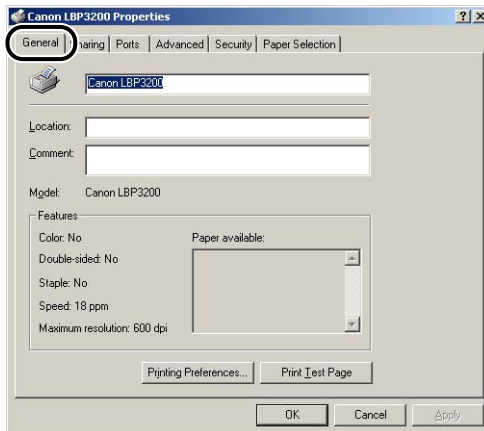 Canon LBP3200 Properties
General haring Ports Advanced Security Paper Selection
Canon LBP3200
Location:
Comment:
Model: Canon LBP3200
Features
Color: No Paper available:
Double-sided: No
Staple: No
Speed: 18 ppm
Maximum resolution: 600 dpi
Printing Preferences... Print Test Page
OK Cancel Apply